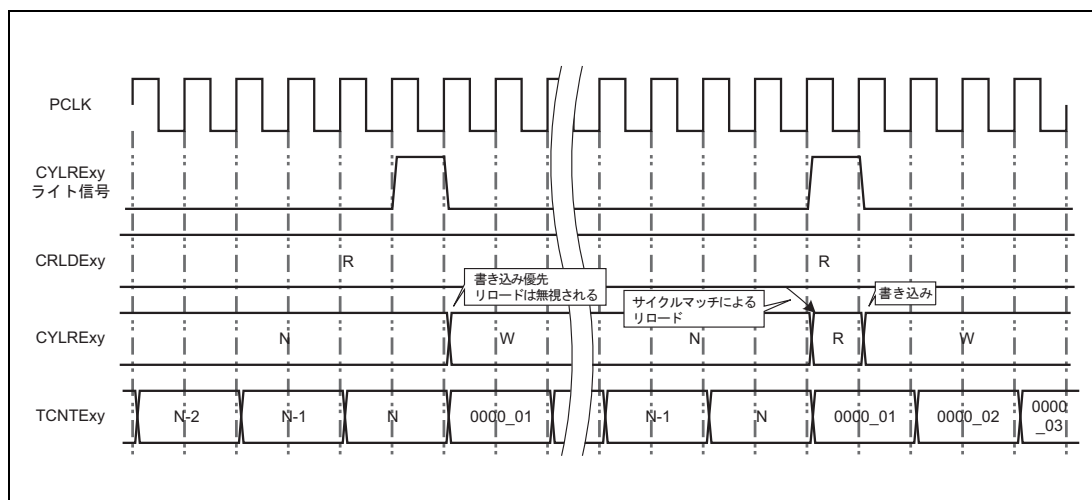 PCLK
CYLRExy
ライト信号
CRLDExy
R
R
書き込み優先
リロードは無視される
サイクルマッチによる
リロード
書き込み
CYLRExy
N
W
N
R
W
TCNTExy
N-2
N-1
N
0000_01
N-1
N
0000_01
0000_02
0000
_03